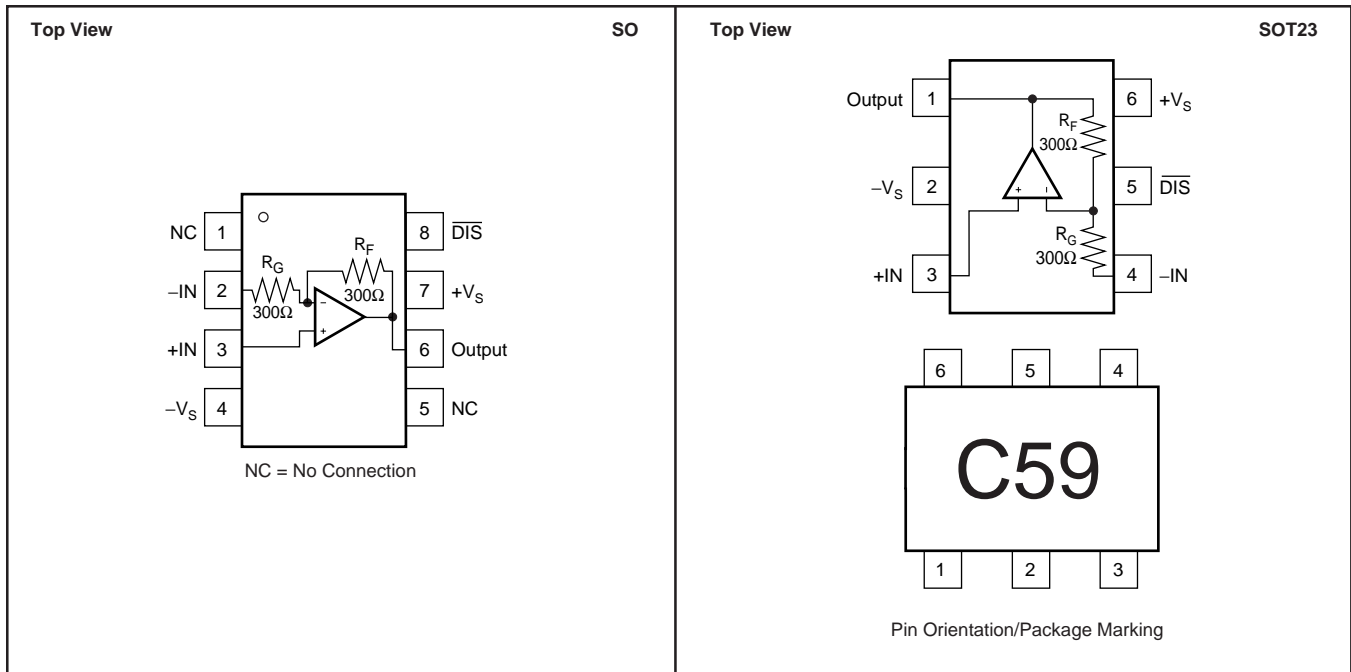 Top View SO
NC 1 8 DIS
R_G R_F
−IN 2 300Ω 300Ω 7 +V_S
+IN 3 6 Output
−V_S 4 5 NC
NC = No Connection
Top View SOT23
Output 1 6 +V_S
R_F
300Ω
−V_S 2 + − 5 DIS
R_G
300Ω
+IN 3 4 −IN
6 5 4
C59
1 2 3
Pin Orientation/Package Marking